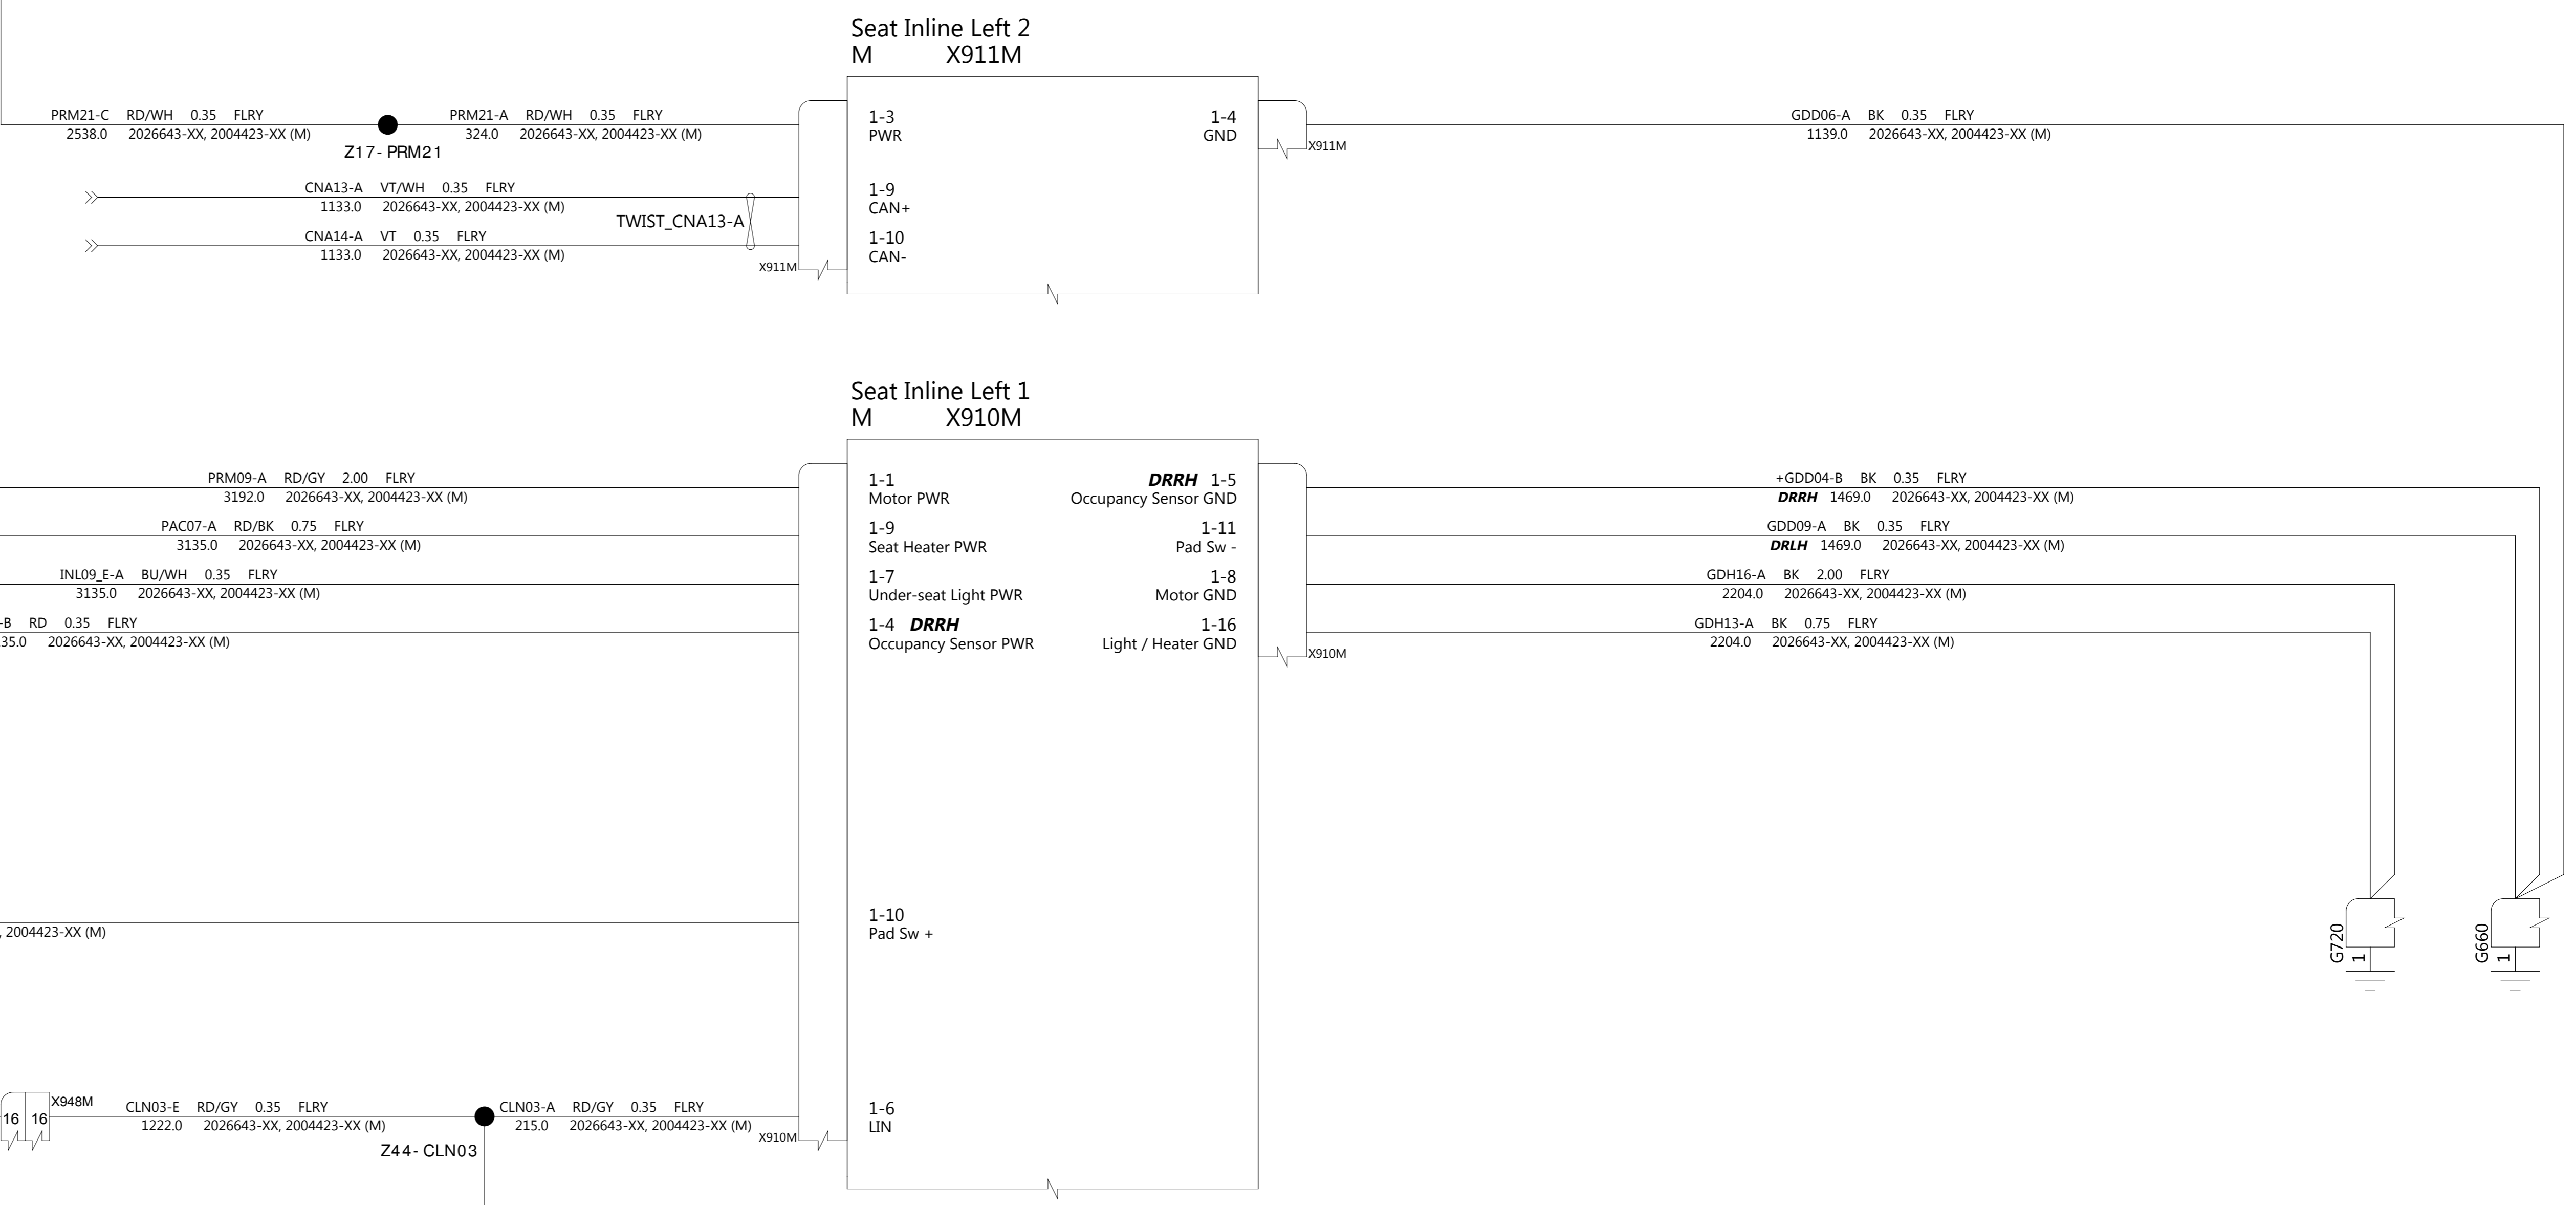 Seat Inline Left 2
M X911M
PRM21-C RD/WH 0.35 FLRY
2538.0 2026643-XX, 2004423-XX (M)
Z17-PRM21
PRM21-A RD/WH 0.35 FLRY
324.0 2026643-XX, 2004423-XX (M)
CNA13-A VT/WH 0.35 FLRY
1133.0 2026643-XX, 2004423-XX (M)
TWIST_CNA13-A
CNA14-A VT 0.35 FLRY
1133.0 2026643-XX, 2004423-XX (M)
X911M
1-3
PWR
1-9
CAN+
1-10
CAN-
1-4
GND
X911M
GDD06-A BK 0.35 FLRY
1139.0 2026643-XX, 2004423-XX (M)
Seat Inline Left 1
M X910M
PRM09-A RD/GY 2.00 FLRY
3192.0 2026643-XX, 2004423-XX (M)
PAC07-A RD/BK 0.75 FLRY
3135.0 2026643-XX, 2004423-XX (M)
INL09_E-A BU/WH 0.35 FLRY
3135.0 2026643-XX, 2004423-XX (M)
-B RD 0.35 FLRY
35.0 2026643-XX, 2004423-XX (M)
1-1
Motor PWR
1-9
Seat Heater PWR
1-7
Under-seat Light PWR
1-4 DRRH
Occupancy Sensor PWR
DRRH 1-5
Occupancy Sensor GND
1-11
Pad Sw -
1-8
Motor GND
1-16
Light / Heater GND
X910M
+GDD04-B BK 0.35 FLRY
DRRH 1469.0 2026643-XX, 2004423-XX (M)
GDD09-A BK 0.35 FLRY
DRLH 1469.0 2026643-XX, 2004423-XX (M)
GDH16-A BK 2.00 FLRY
2204.0 2026643-XX, 2004423-XX (M)
GDH13-A BK 0.75 FLRY
2204.0 2026643-XX, 2004423-XX (M)
, 2004423-XX (M)
1-10
Pad Sw +
G720
1
G660
1
16 16 X948M
CLN03-E RD/GY 0.35 FLRY
1222.0 2026643-XX, 2004423-XX (M)
Z44-CLN03
CLN03-A RD/GY 0.35 FLRY
215.0 2026643-XX, 2004423-XX (M)
X910M
1-6
LIN